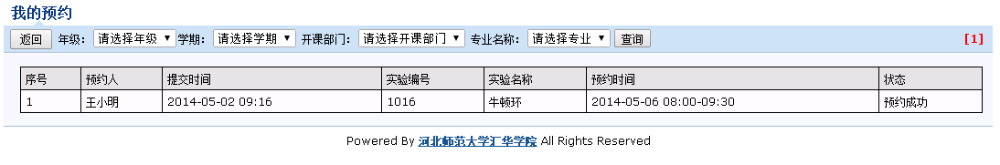 我的预约
返回 年级： 请选择年级 学期： 请选择学期 开课部门： 请选择开课部门 专业名称： 请选择专业 查询 [1]
序号 预约人 提交时间 实验编号 实验名称 预约时间 状态
1 王小明 2014-05-02 09:16 1016 牛顿环 2014-05-06 08:00-09:30 预约成功
Powered By 河北师范大学汇华学院 All Rights Reserved